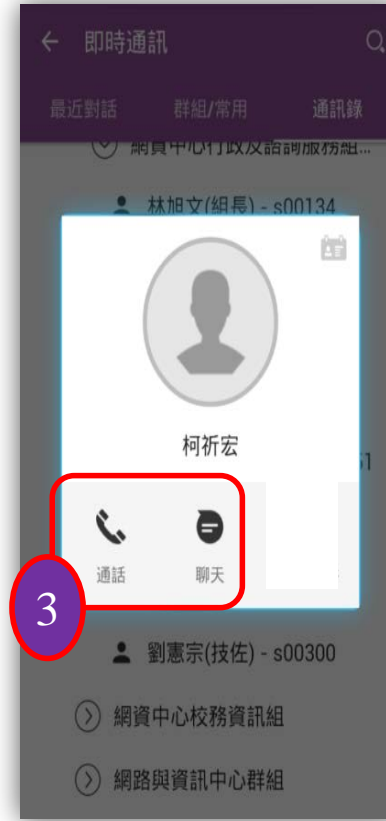 即時通訊
最近對話 群組/常用 通訊錄
網資中心行政及諮詢服務組...
林旭文(組長) - s00134
柯祈宏
51
通話 聊天
3
劉憲宗(技佐) - s00300
網資中心校務資訊組
網路與資訊中心群組